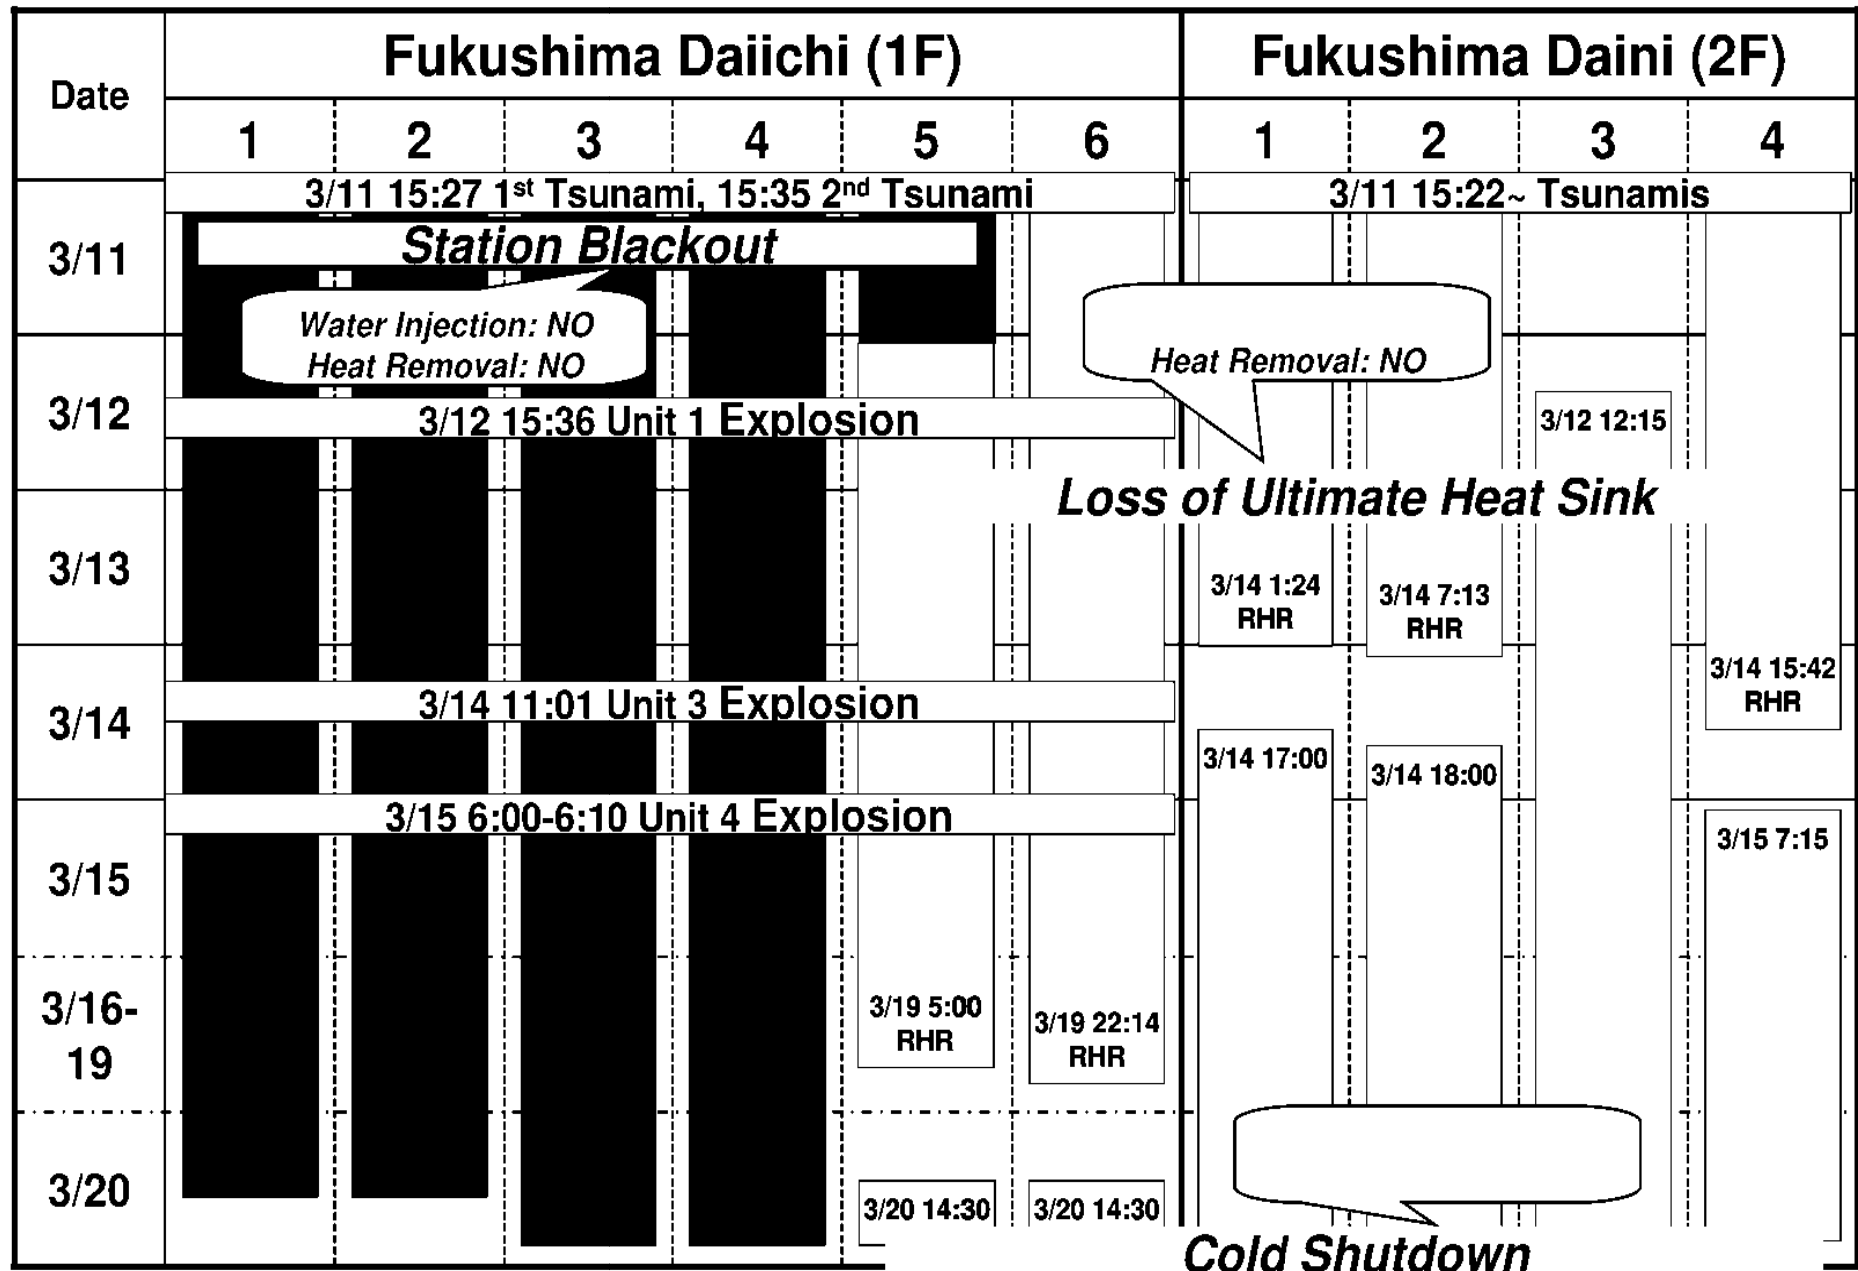 Date
Fukushima Daiichi (1F)
Fukushima Daini (2F)
1 2 3 4 5 6 1 2 3 4
3/11 15:27 1st Tsunami, 15:35 2nd Tsunami
3/11 15:22~ Tsunamis
3/11
Station Blackout
Water Injection: NO
Heat Removal: NO
Heat Removal: NO
3/12
3/12 15:36 Unit 1 Explosion
3/12 12:15
Loss of Ultimate Heat Sink
3/13
3/14 1:24
RHR
3/14 7:13
RHR
3/14 15:42
RHR
3/14
3/14 11:01 Unit 3 Explosion
3/14 17:00
3/14 18:00
3/15 6:00-6:10 Unit 4 Explosion
3/15 7:15
3/15
3/16-
19
3/19 5:00
RHR
3/19 22:14
RHR
3/20
3/20 14:30
3/20 14:30
Cold Shutdown